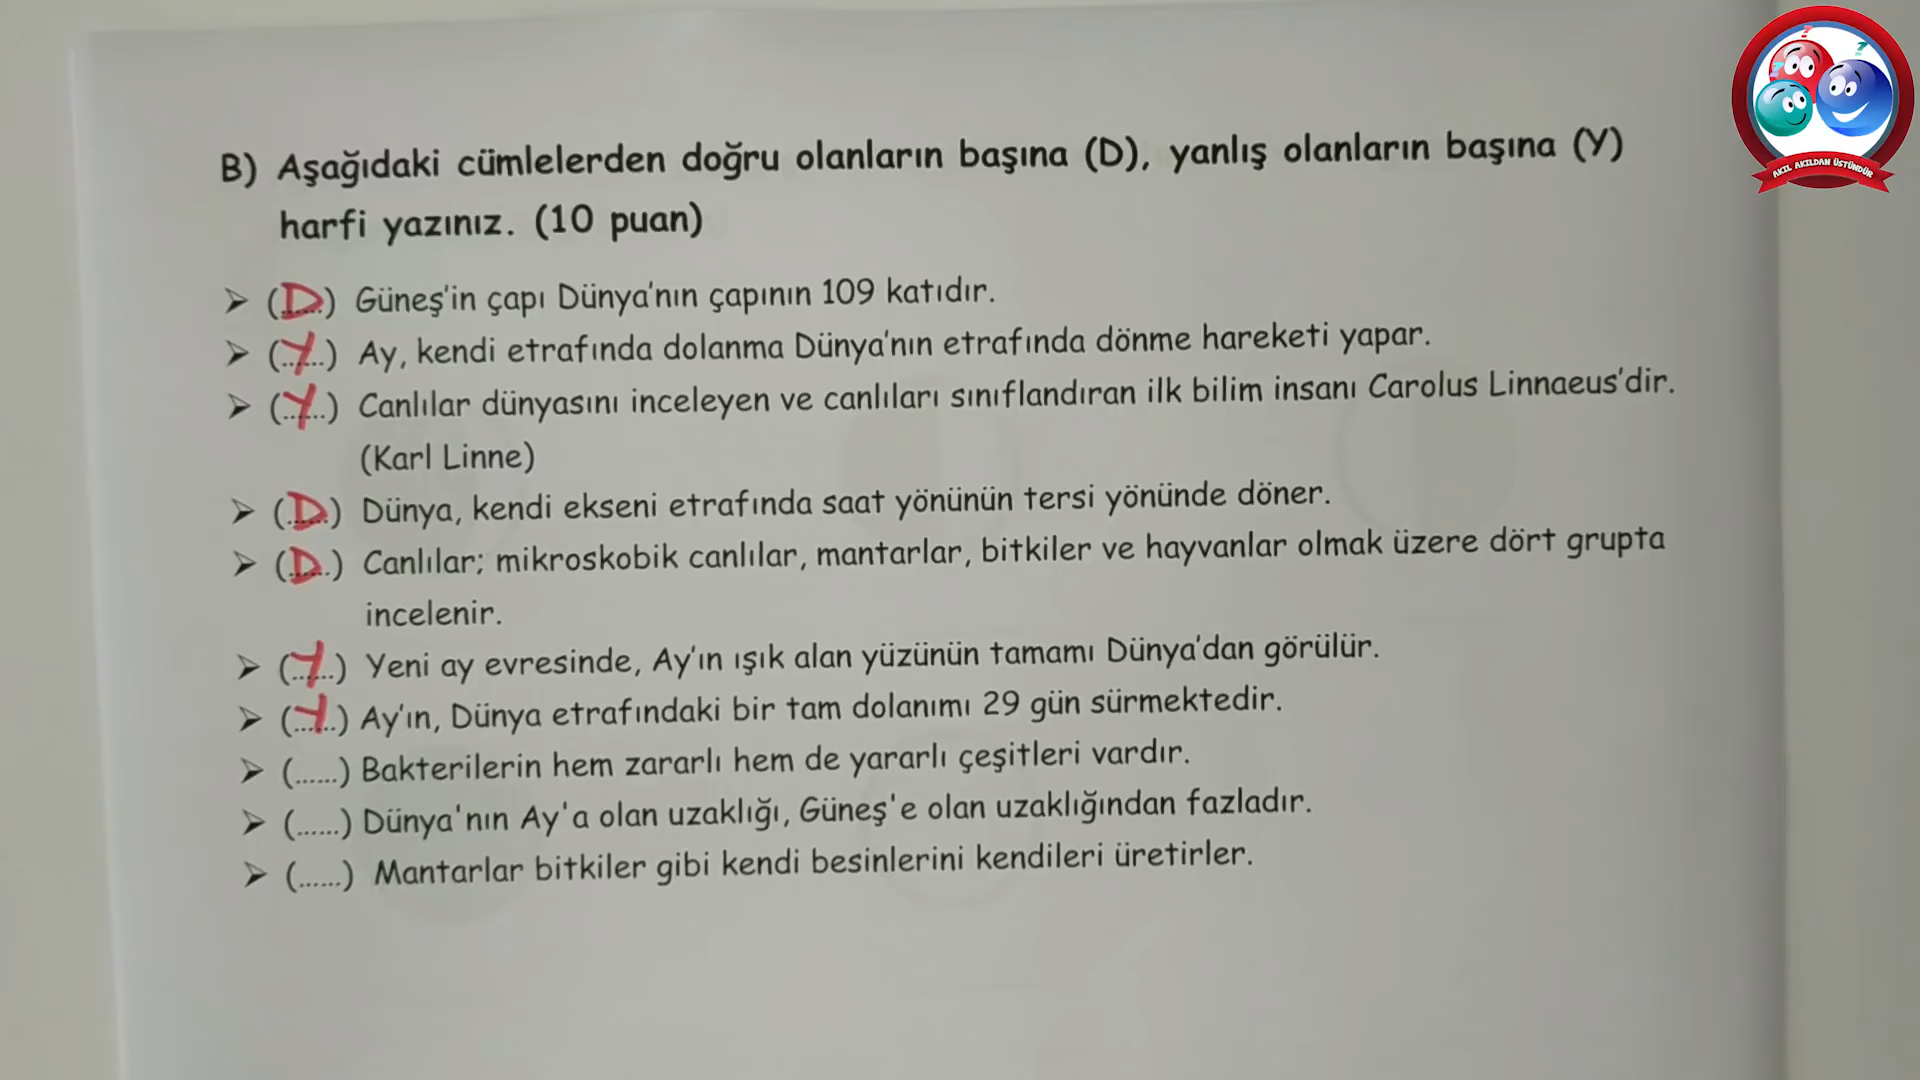 B) Aşağıdaki cümlelerden doğru olanların başına (D), yanlış olanların başına (Y)
harfi yazınız. (10 puan)
➤ (D) Güneş'in çapı Dünya'nın çapının 109 katıdır.
➤ (Y) Ay, kendi etrafında dolanma Dünya'nın etrafında dönme hareketi yapar.
➤ (Y) Canlılar dünyasını inceleyen ve canlıları sınıflandıran ilk bilim insanı Carolus Linnaeus'dir.
(Karl Linne)
➤ (D) Dünya, kendi ekseni etrafında saat yönünün tersi yönünde döner.
➤ (D) Canlılar; mikroskobik canlılar, mantarlar, bitkiler ve hayvanlar olmak üzere dört grupta
incelenir.
➤ (Y) Yeni ay evresinde, Ay'ın ışık alan yüzünün tamamı Dünya'dan görülür.
➤ (Y) Ay'ın, Dünya etrafındaki bir tam dolanımı 29 gün sürmektedir.
➤ (......) Bakterilerin hem zararlı hem de yararlı çeşitleri vardır.
➤ (......) Dünya'nın Ay'a olan uzaklığı, Güneş'e olan uzaklığından fazladır.
➤ (......) Mantarlar bitkiler gibi kendi besinlerini kendileri üretirler.
AKIL AKILDAN ÜSTÜNDÜR